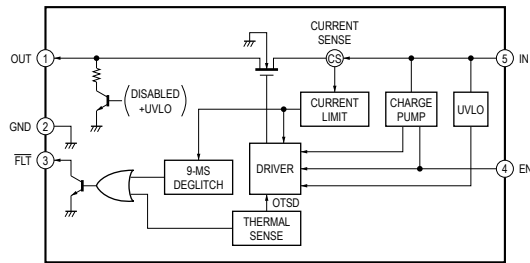 CURRENT
SENSE
OUT 1
CS
5 IN
(DISABLED
+UVLO)
CURRENT
LIMIT
CHARGE
PUMP
UVLO
GND 2
FLT 3
9-MS
DEGLITCH
DRIVER
4 EN
OTSD
THERMAL
SENSE